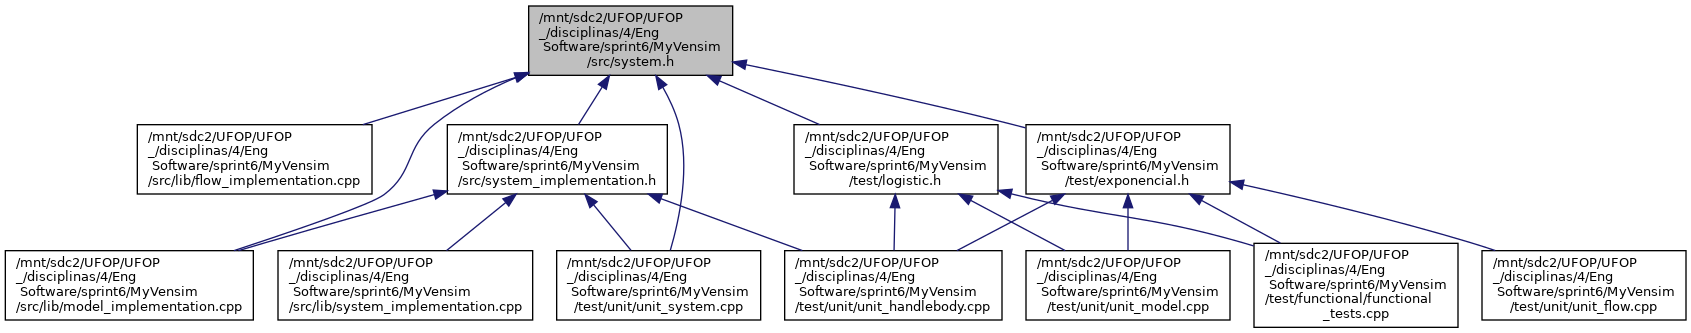 /mnt/sdc2/UFOP/UFOP
_/disciplinas/4/Eng
Software/sprint6/MyVensim
/src/system.h
/mnt/sdc2/UFOP/UFOP
_/disciplinas/4/Eng
Software/sprint6/MyVensim
/src/lib/flow_implementation.cpp
/mnt/sdc2/UFOP/UFOP
_/disciplinas/4/Eng
Software/sprint6/MyVensim
/src/system_implementation.h
/mnt/sdc2/UFOP/UFOP
_/disciplinas/4/Eng
Software/sprint6/MyVensim
/test/logistic.h
/mnt/sdc2/UFOP/UFOP
_/disciplinas/4/Eng
Software/sprint6/MyVensim
/test/exponencial.h
/mnt/sdc2/UFOP/UFOP
_/disciplinas/4/Eng
Software/sprint6/MyVensim
/src/lib/model_implementation.cpp
/mnt/sdc2/UFOP/UFOP
_/disciplinas/4/Eng
Software/sprint6/MyVensim
/src/lib/system_implementation.cpp
/mnt/sdc2/UFOP/UFOP
_/disciplinas/4/Eng
Software/sprint6/MyVensim
/test/unit/unit_system.cpp
/mnt/sdc2/UFOP/UFOP
_/disciplinas/4/Eng
Software/sprint6/MyVensim
/test/unit/unit_handlebody.cpp
/mnt/sdc2/UFOP/UFOP
_/disciplinas/4/Eng
Software/sprint6/MyVensim
/test/unit/unit_model.cpp
/mnt/sdc2/UFOP/UFOP
_/disciplinas/4/Eng
Software/sprint6/MyVensim
/test/functional/functional
_tests.cpp
/mnt/sdc2/UFOP/UFOP
_/disciplinas/4/Eng
Software/sprint6/MyVensim
/test/unit/unit_flow.cpp